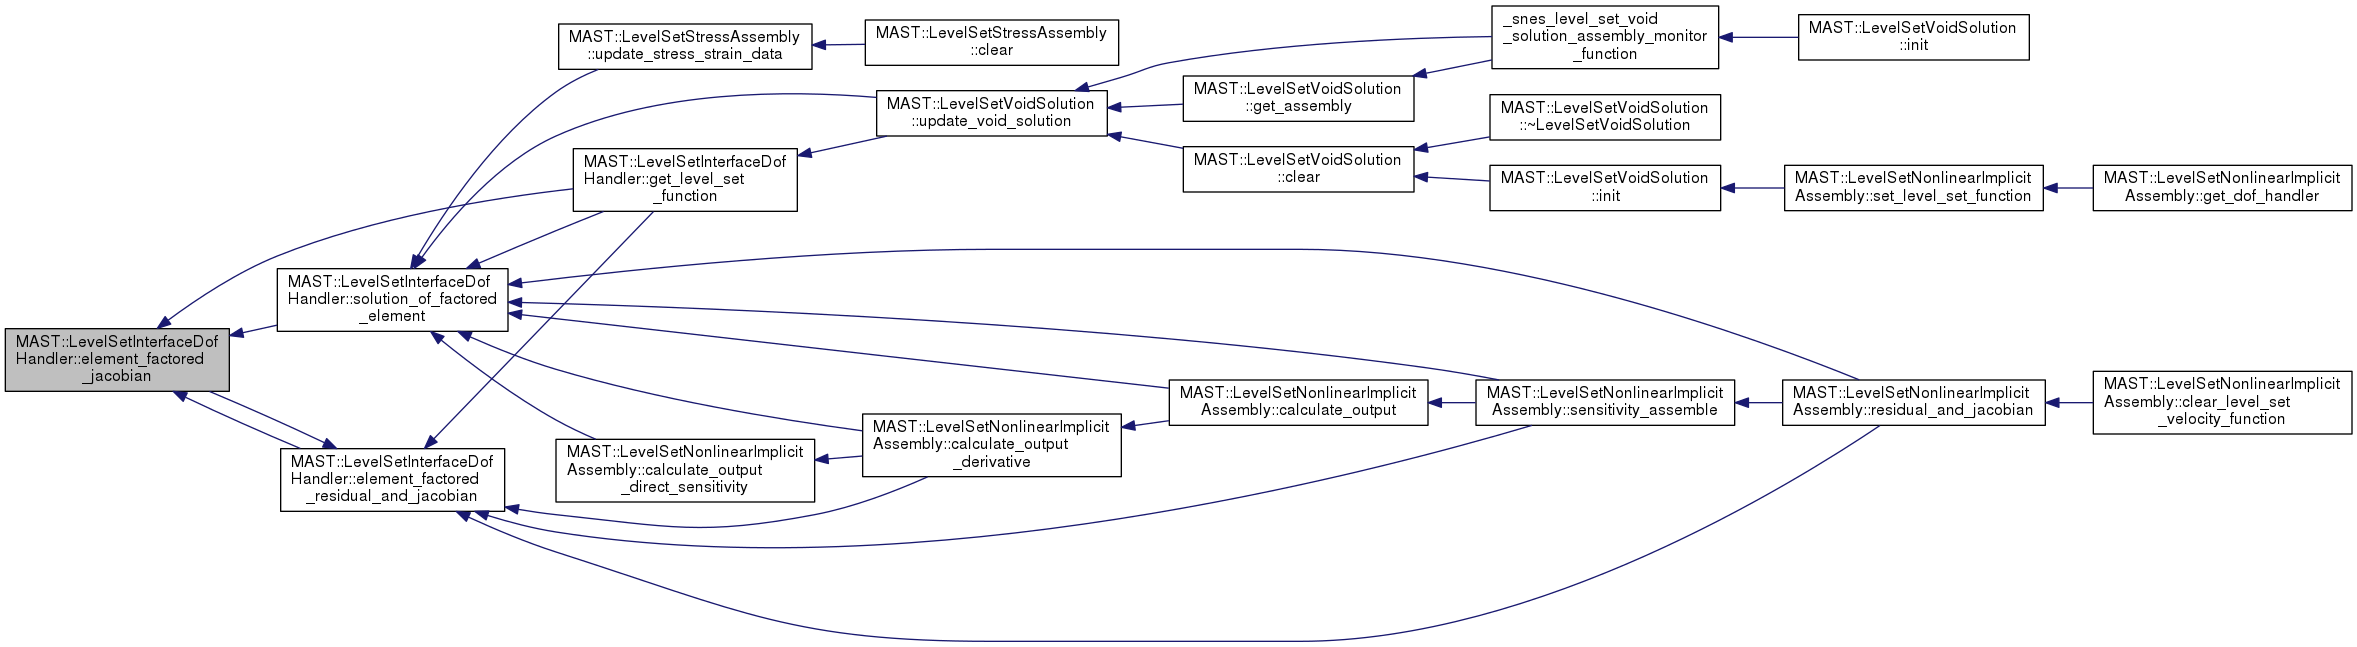 MAST::LevelSetInterfaceDof
Handler::element_factored
_jacobian
MAST::LevelSetInterfaceDof
Handler::solution_of_factored
_element
MAST::LevelSetInterfaceDof
Handler::element_factored
_residual_and_jacobian
MAST::LevelSetStressAssembly
::update_stress_strain_data
MAST::LevelSetInterfaceDof
Handler::get_level_set
_function
MAST::LevelSetNonlinearImplicit
Assembly::calculate_output
_direct_sensitivity
MAST::LevelSetStressAssembly
::clear
MAST::LevelSetVoidSolution
::update_void_solution
MAST::LevelSetNonlinearImplicit
Assembly::calculate_output
_derivative
MAST::LevelSetVoidSolution
::get_assembly
MAST::LevelSetVoidSolution
::clear
MAST::LevelSetNonlinearImplicit
Assembly::calculate_output
_snes_level_set_void
_solution_assembly_monitor
_function
MAST::LevelSetVoidSolution
::~LevelSetVoidSolution
MAST::LevelSetVoidSolution
::init
MAST::LevelSetNonlinearImplicit
Assembly::sensitivity_assemble
MAST::LevelSetVoidSolution
::init
MAST::LevelSetNonlinearImplicit
Assembly::set_level_set_function
MAST::LevelSetNonlinearImplicit
Assembly::residual_and_jacobian
MAST::LevelSetNonlinearImplicit
Assembly::get_dof_handler
MAST::LevelSetNonlinearImplicit
Assembly::clear_level_set
_velocity_function